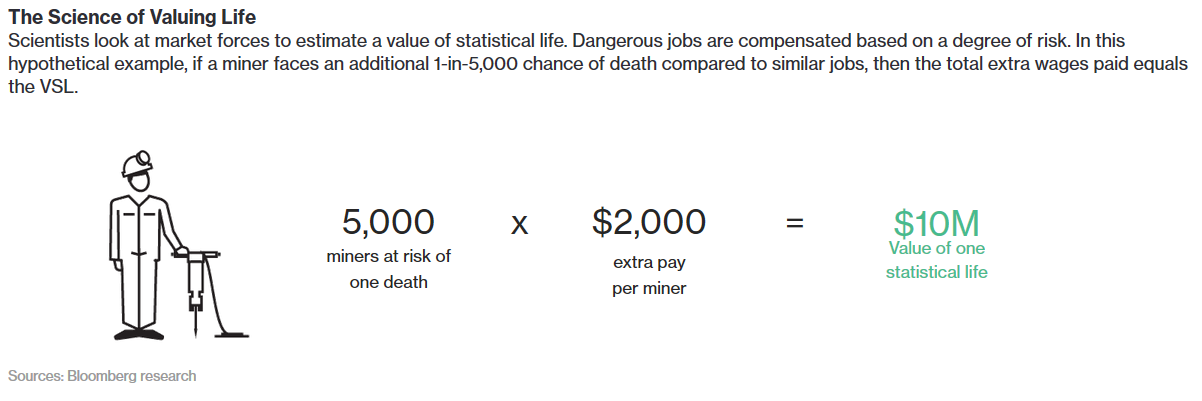 The Science of Valuing Life
Scientists look at market forces to estimate a value of statistical life. Dangerous jobs are compensated based on a degree of risk. In this
hypothetical example, if a miner faces an additional 1-in-5,000 chance of death compared to similar jobs, then the total extra wages paid equals
the VSL.
5,000
miners at risk of
one death
x
$2,000
extra pay
per miner
=
$10M
Value of one
statistical life
Sources: Bloomberg research